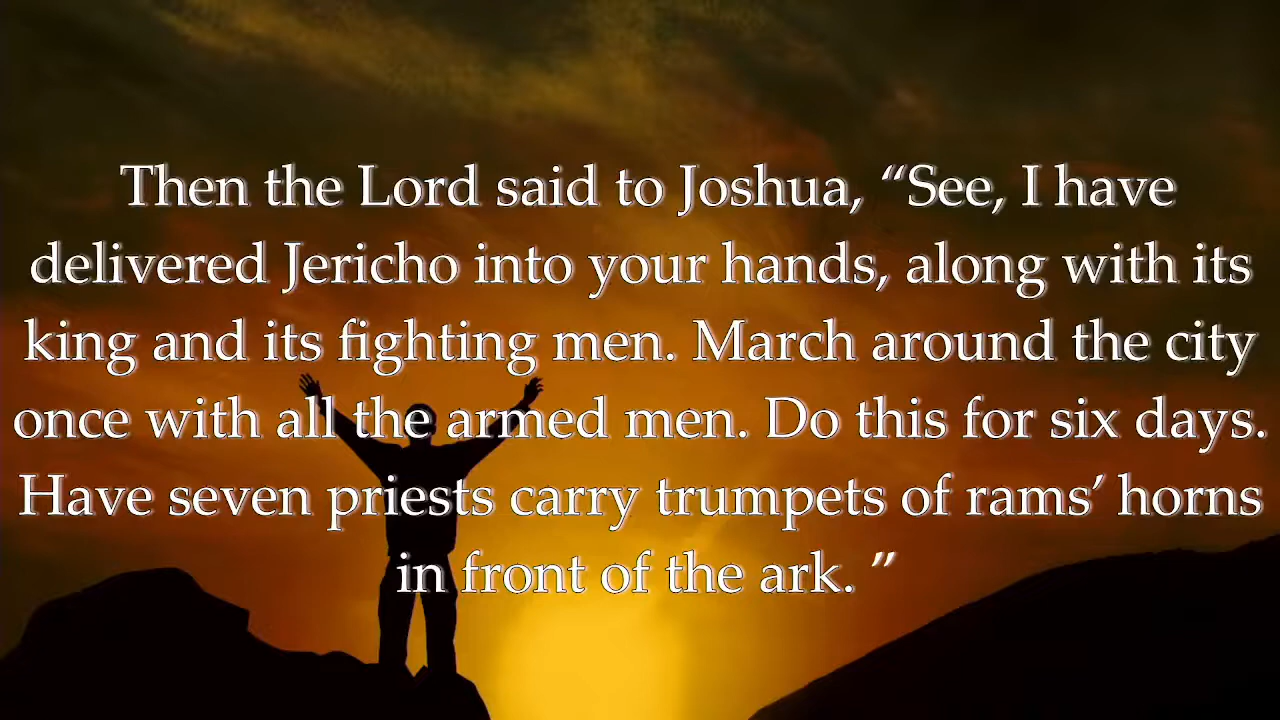 Then the Lord said to Joshua, “See, I have
delivered Jericho into your hands, along with its
king and its fighting men. March around the city
once with all the armed men. Do this for six days.
Have seven priests carry trumpets of rams’ horns
in front of the ark. ”